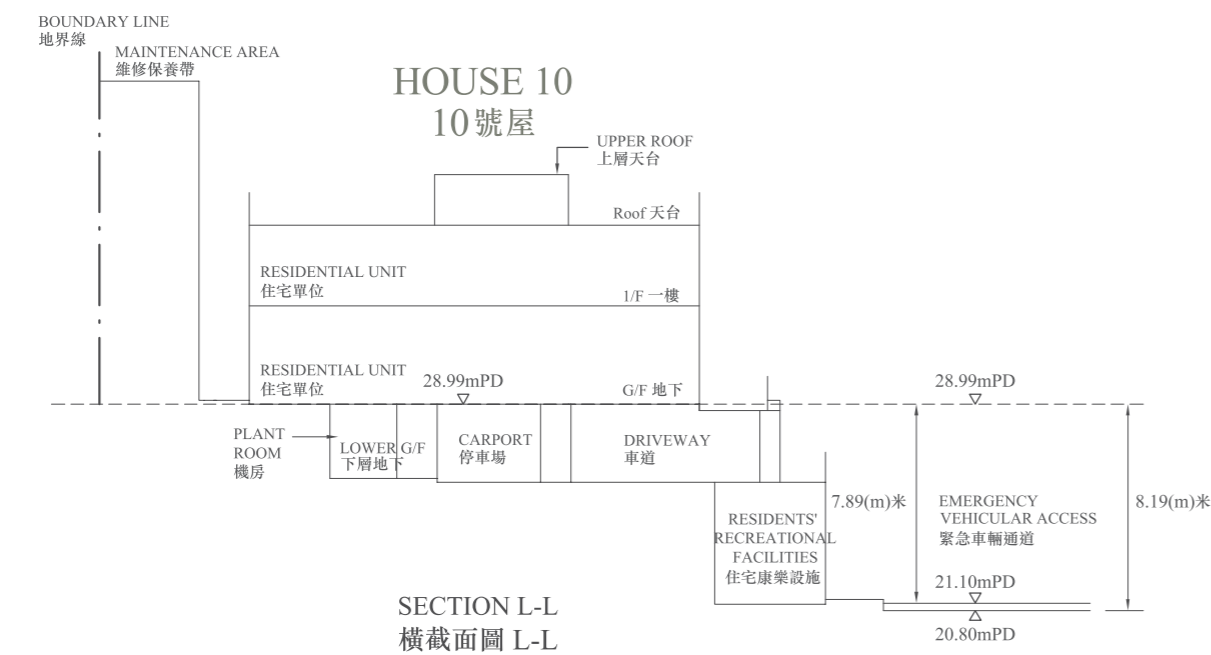 BOUNDARY LINE
地界線
MAINTENANCE AREA
維修保養帶
HOUSE 10
10號屋
UPPER ROOF
上層天台
Roof 天台
RESIDENTIAL UNIT
住宅單位
1/F 一樓
RESIDENTIAL UNIT
住宅單位
28.99mPD
G/F 地下
28.99mPD
PLANT
ROOM
機房
LOWER G/F
下層地下
CARPORT
停車場
DRIVEWAY
車道
RESIDENTS'
RECREATIONAL
FACILITIES
住宅康樂設施
7.89(m)米
EMERGENCY
VEHICULAR ACCESS
緊急車輛通道
8.19(m)米
21.10mPD
20.80mPD
SECTION L-L
橫截面圖 L-L